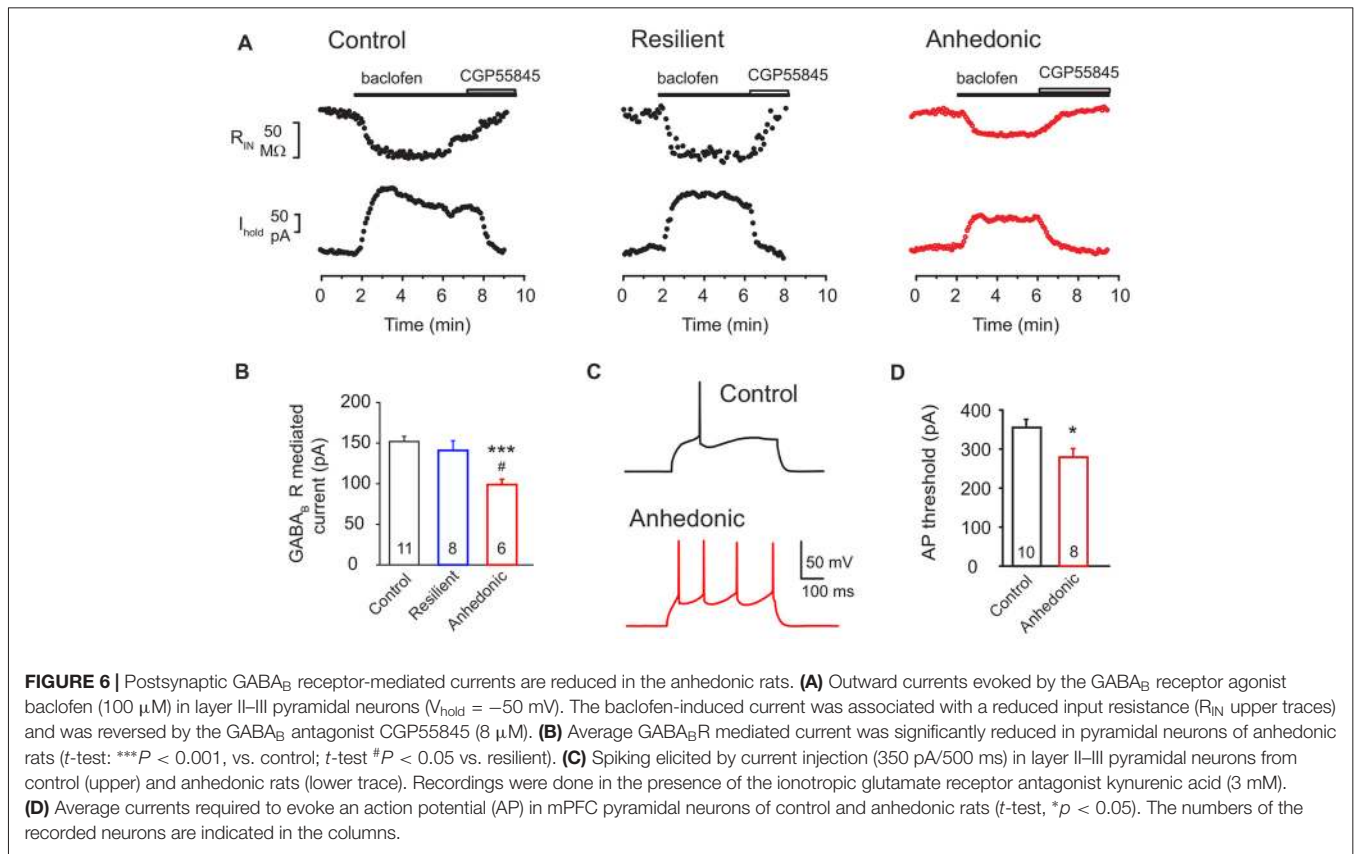 A
Control
Resilient
Anhedonic
baclofen
CGP55845
baclofen
CGP55845
baclofen
CGP55845
R_IN 50 MΩ
I_hold 50 pA
0 2 4 6 8 10
0 2 4 6 8 10
0 2 4 6 8 10
Time (min)
Time (min)
Time (min)
B
GABA_B R mediated
current (pA)
200
150
100
50
0
***
#
11
8
6
Control
Resilient
Anhedonic
C
Control
Anhedonic
50 mV
100 ms
D
AP threshold (pA)
400
300
200
100
0
*
10
8
Control
Anhedonic
FIGURE 6 | Postsynaptic GABA_B receptor-mediated currents are reduced in the anhedonic rats. (A) Outward currents evoked by the GABA_B receptor agonist
baclofen (100 μM) in layer II–III pyramidal neurons (V_hold = −50 mV). The baclofen-induced current was associated with a reduced input resistance (R_IN upper traces)
and was reversed by the GABA_B antagonist CGP55845 (8 μM). (B) Average GABA_BR mediated current was significantly reduced in pyramidal neurons of anhedonic
rats (t-test: ***P < 0.001, vs. control; t-test #P < 0.05 vs. resilient). (C) Spiking elicited by current injection (350 pA/500 ms) in layer II–III pyramidal neurons from
control (upper) and anhedonic rats (lower trace). Recordings were done in the presence of the ionotropic glutamate receptor antagonist kynurenic acid (3 mM).
(D) Average currents required to evoke an action potential (AP) in mPFC pyramidal neurons of control and anhedonic rats (t-test, *p < 0.05). The numbers of the
recorded neurons are indicated in the columns.